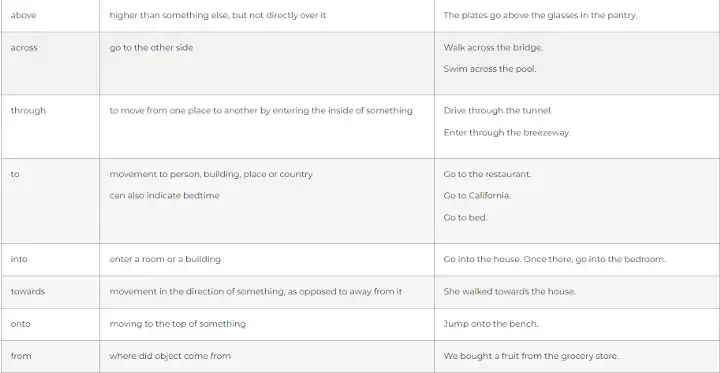 above
higher than something else, but not directly over it
The plates go above the glasses in the pantry.
across
go to the other side
Walk across the bridge.
Swim across the pool.
through
to move from one place to another by entering the inside of something
Drive through the tunnel.
Enter through the breezeway.
to
movement to person, building, place or country
can also indicate bedtime
Go to the restaurant.
Go to California.
Go to bed.
into
enter a room or a building
Go into the house. Once there, go into the bedroom.
towards
movement in the direction of something, as opposed to away from it
She walked towards the house.
onto
moving to the top of something
Jump onto the bench.
from
where did object come from
We bought a fruit from the grocery store.